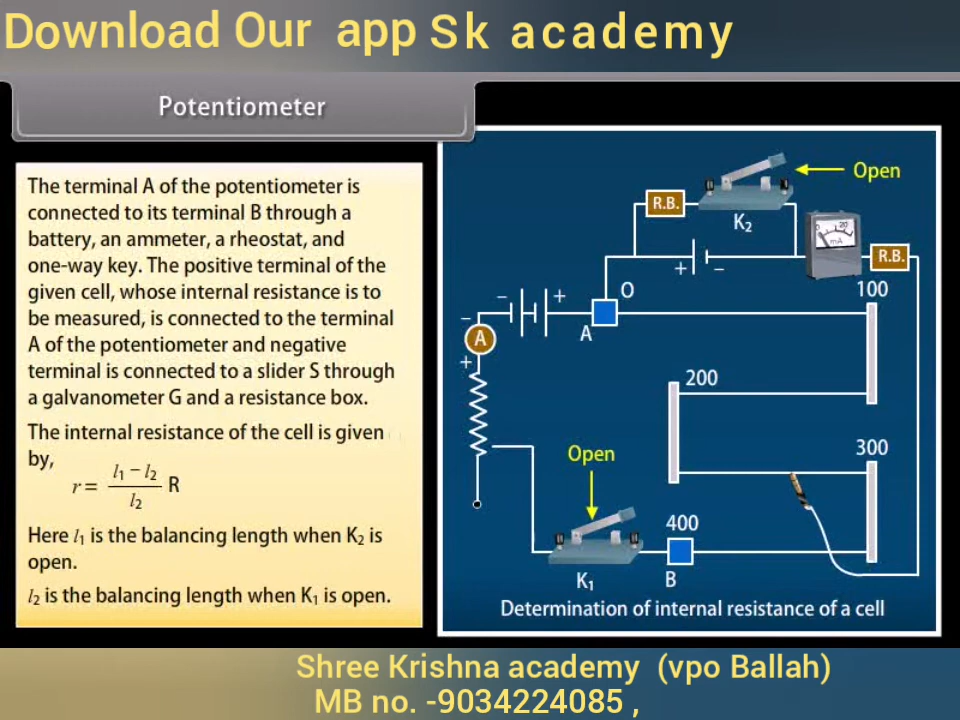 Download Our app Sk academy
Potentiometer
The terminal A of the potentiometer is
connected to its terminal B through a
battery, an ammeter, a rheostat, and
one-way key. The positive terminal of the
given cell, whose internal resistance is to
be measured, is connected to the terminal
A of the potentiometer and negative
terminal is connected to a slider S through
a galvanometer G and a resistance box.
The internal resistance of the cell is given
by,
r = (l₁ − l₂) / l₂ R
Here l₁ is the balancing length when K₂ is
open.
l₂ is the balancing length when K₁ is open.
Open
R.B.
K₂
0 20
mA
R.B.
+ −
O
100
− +
A
−
A
+
200
300
Open
400
K₁
B
Determination of internal resistance of a cell
Shree Krishna academy (vpo Ballah)
MB no. -9034224085 ,